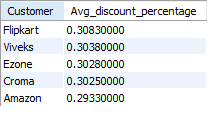 Customer Avg_discount_percentage
Flipkart 0.30830000
Viveks 0.30380000
Ezone 0.30280000
Croma 0.30250000
Amazon 0.29330000